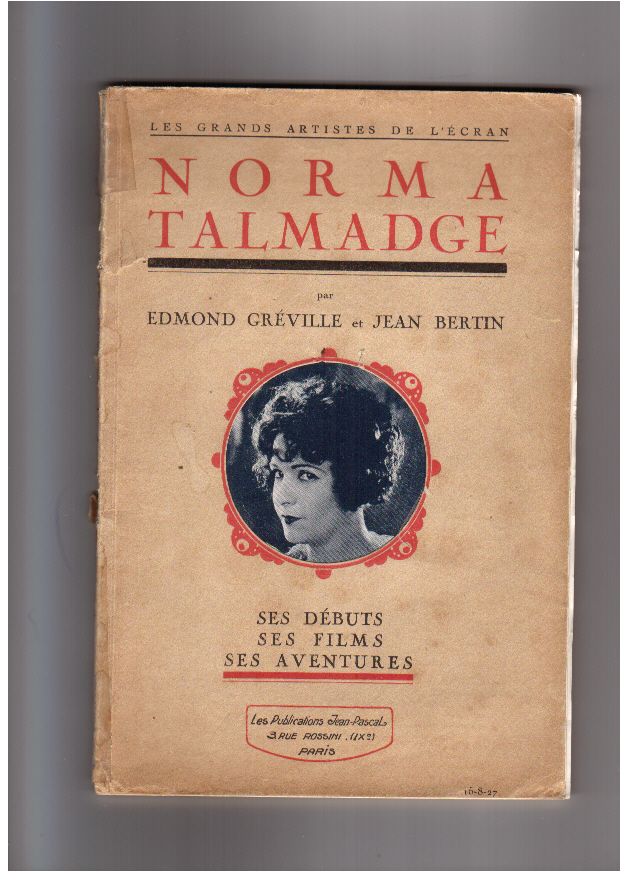 LES GRANDS ARTISTES DE L'ÉCRAN
NORMA
TALMADGE
par
EDMOND GRÉVILLE et JEAN BERTIN
SES DÉBUTS
SES FILMS
SES AVENTURES
Les Publications Jean-Pascal
3 RUE ROSSINI . (IXe)
PARIS
16-8-27